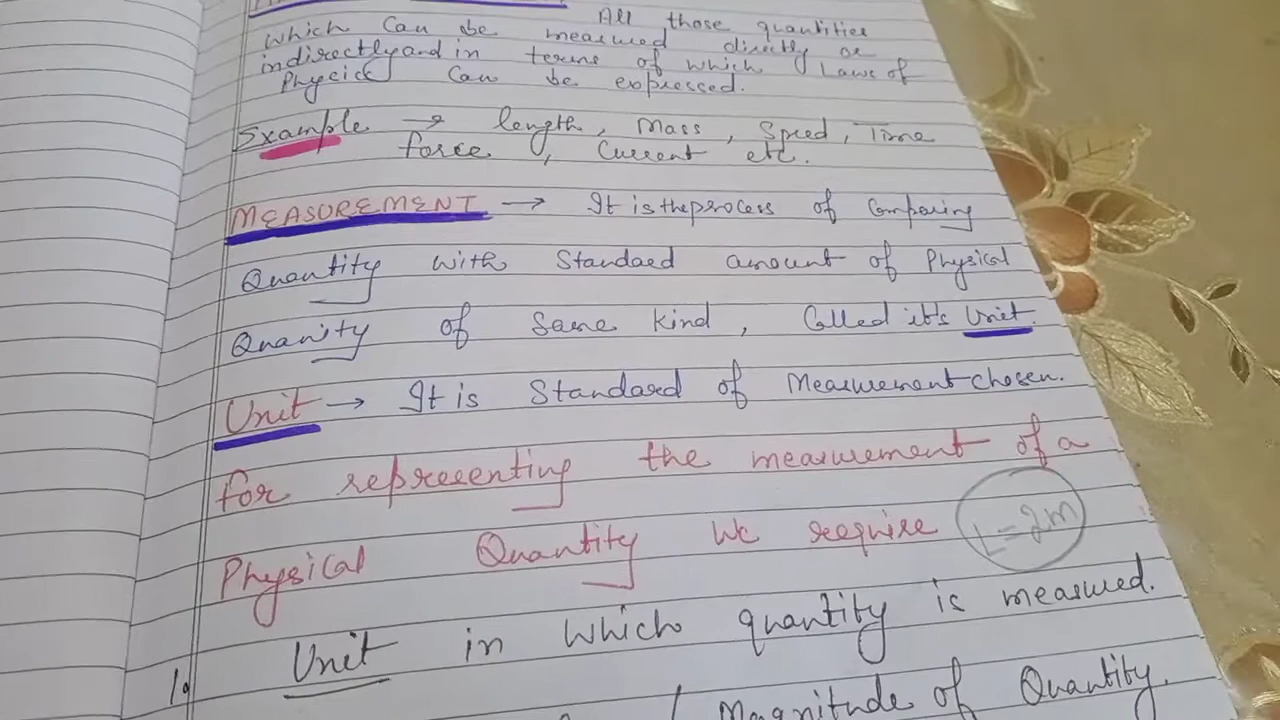 All those quantities
which Can be measured directly or
indirectly and in terms of which Laws of
Physics Can be expressed.
Example → length, Mass, Speed, Time
force, Current etc.
MEASUREMENT → It is the process of Comparing
Quantity with Standard amount of Physical
Quanity of Same Kind, Called it's Unit.
Unit → It is Standard of Measurement chosen.
for representing the measurement of a
Physical Quantity We require L=2m
Unit in which quantity is measured.
Magnitude of Quantity.